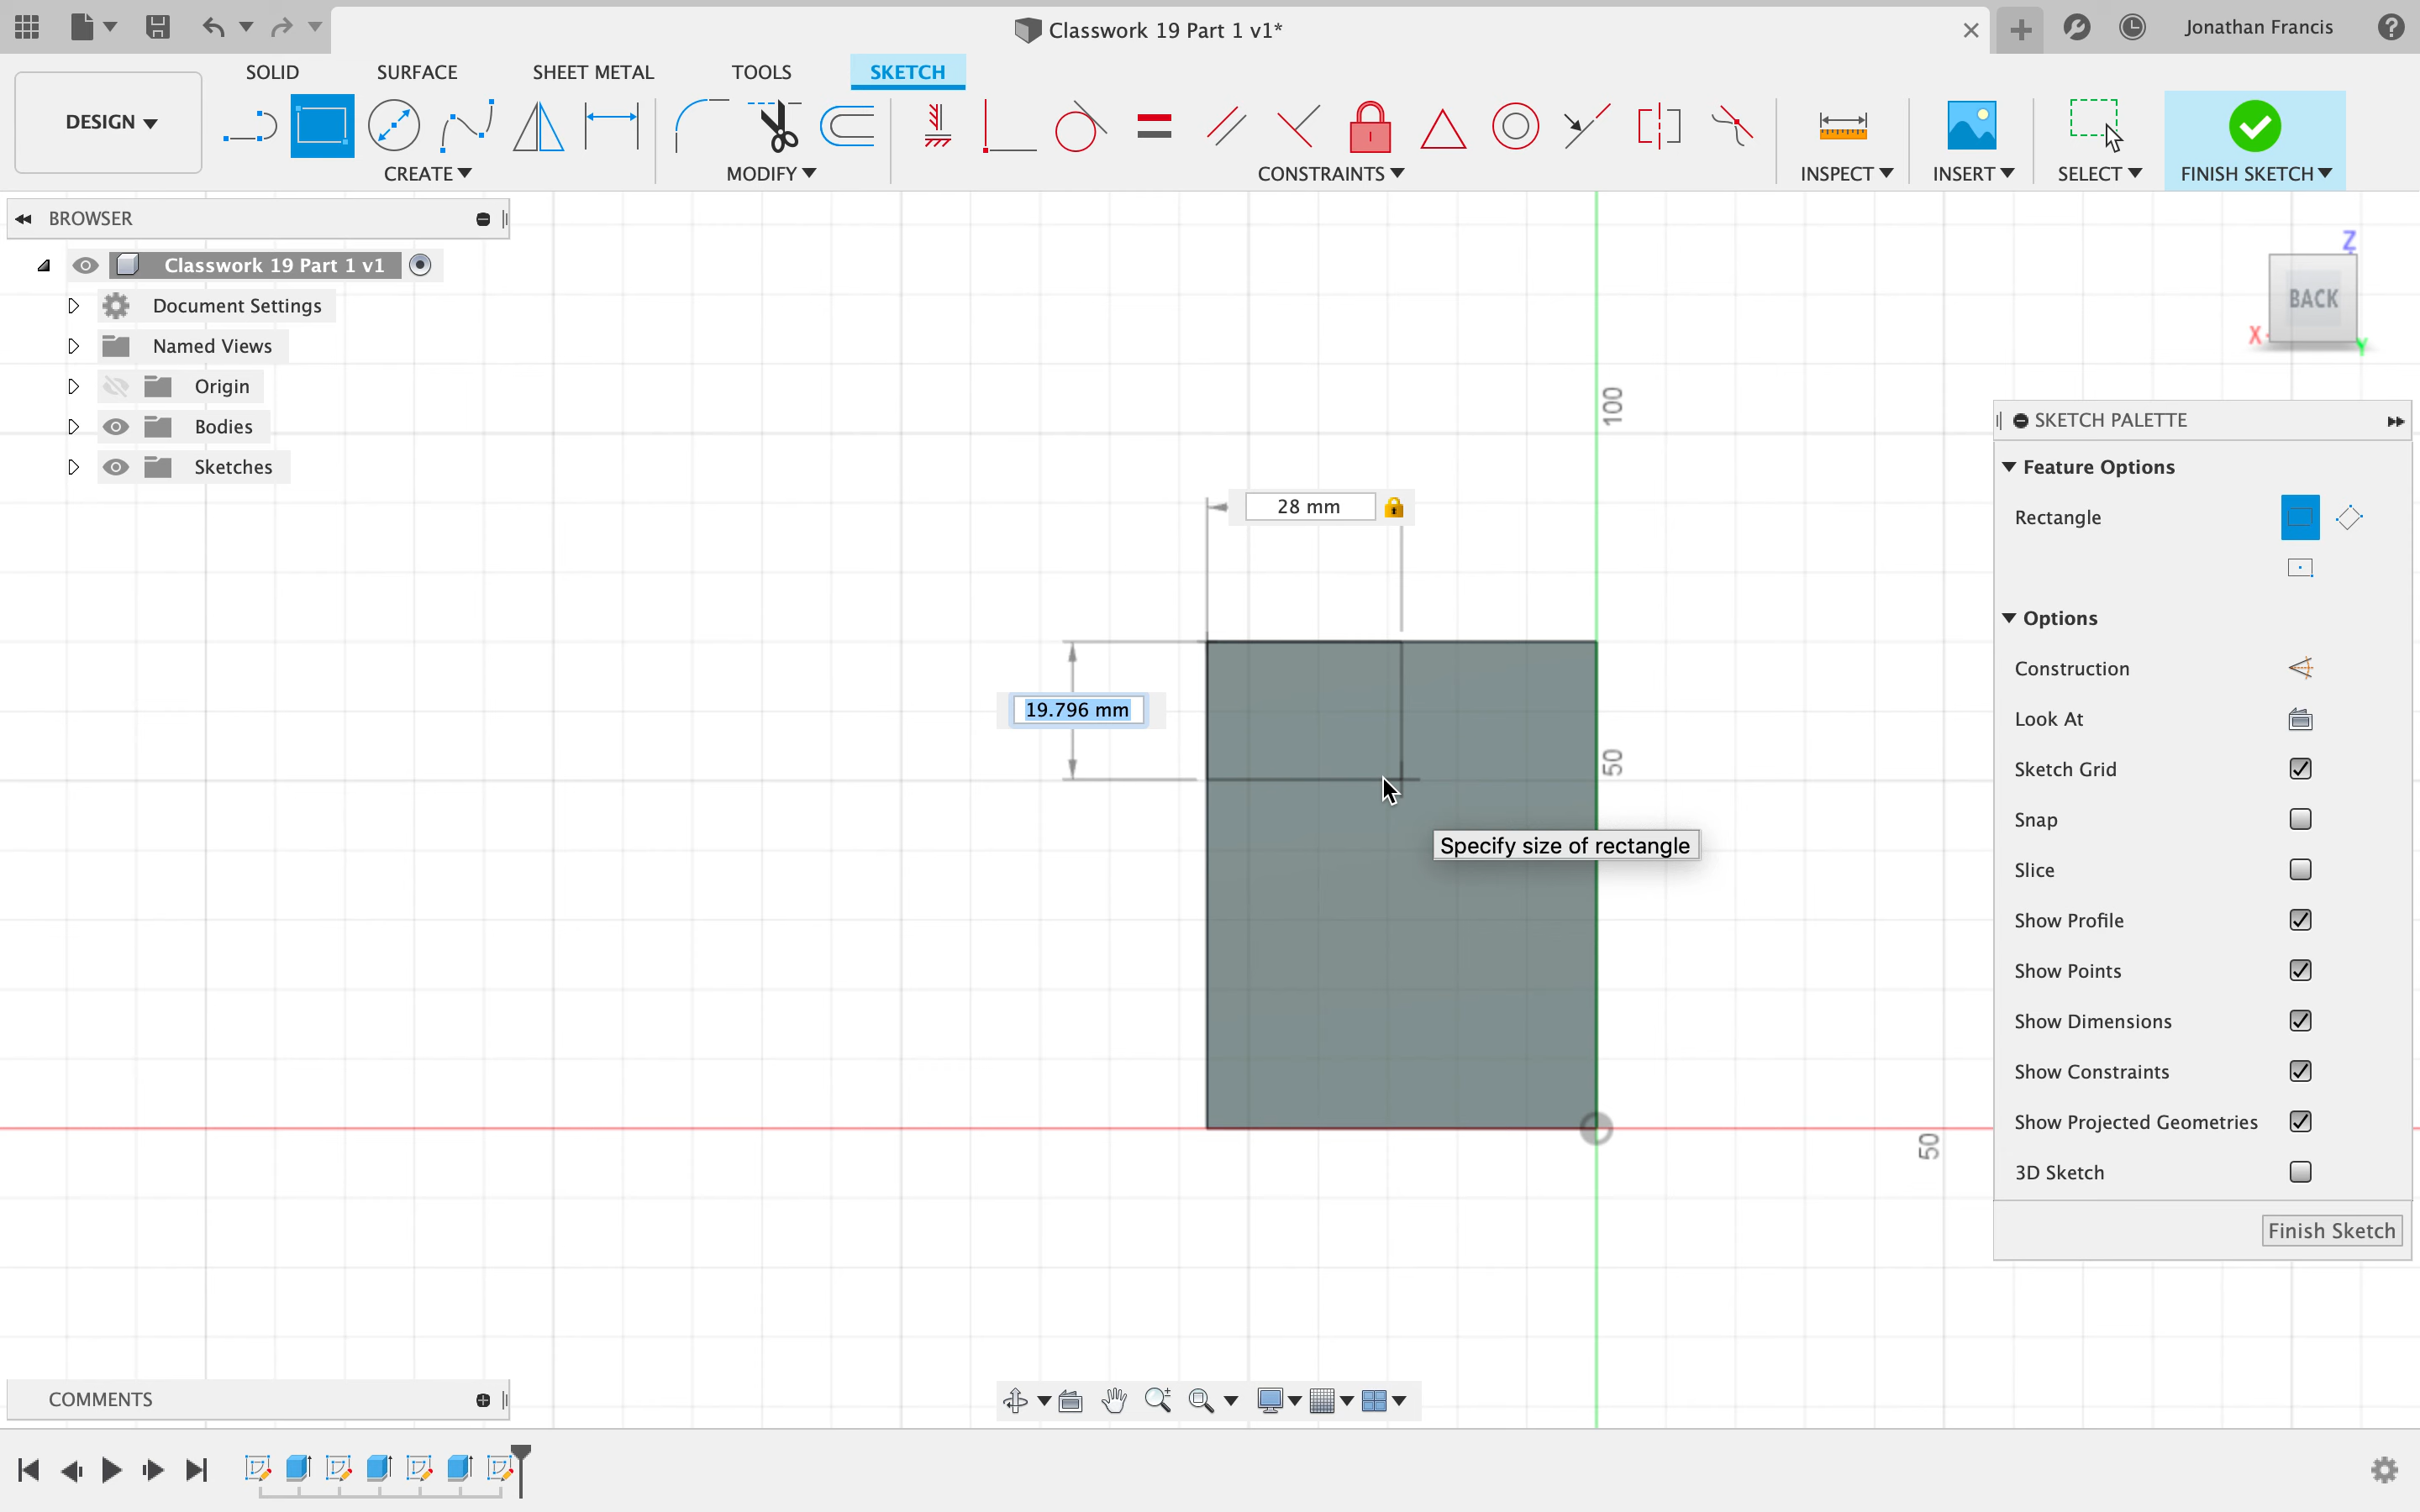 Classwork 19 Part 1 v1*
Jonathan Francis
SOLID SURFACE SHEET METAL TOOLS SKETCH
DESIGN
CREATE MODIFY CONSTRAINTS INSPECT INSERT SELECT FINISH SKETCH
BROWSER
Classwork 19 Part 1 v1
Document Settings
Named Views
Origin
Bodies
Sketches
Z
BACK
X
Y
100
28 mm
19.796 mm
50
Specify size of rectangle
50
SKETCH PALETTE
Feature Options
Rectangle
Options
Construction
Look At
Sketch Grid
Snap
Slice
Show Profile
Show Points
Show Dimensions
Show Constraints
Show Projected Geometries
3D Sketch
Finish Sketch
COMMENTS